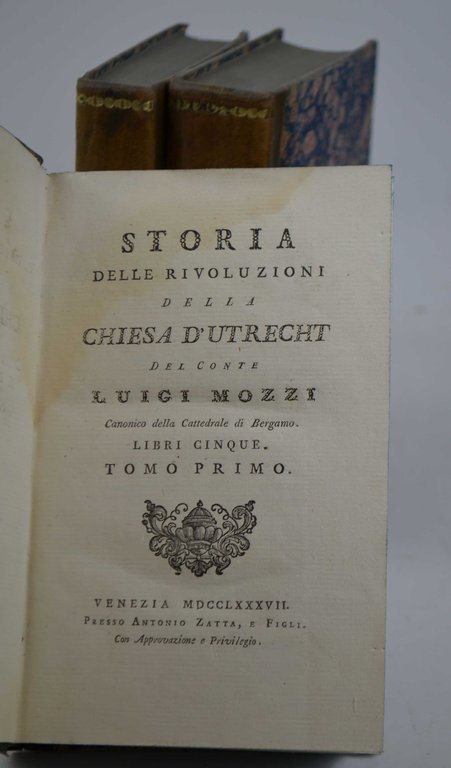 STORIA
DELLE RIVOLUZIONI
DELLA
CHIESA D'UTRECHT
DEL CONTE
LUIGI MOZZI
Canonico della Cattedrale di Bergamo.
LIBRI CINQUE.
TOMO PRIMO.
VENEZIA MDCCLXXXVII.
PRESSO ANTONIO ZATTA, E FIGLI.
Con Approvazione e Privilegio.